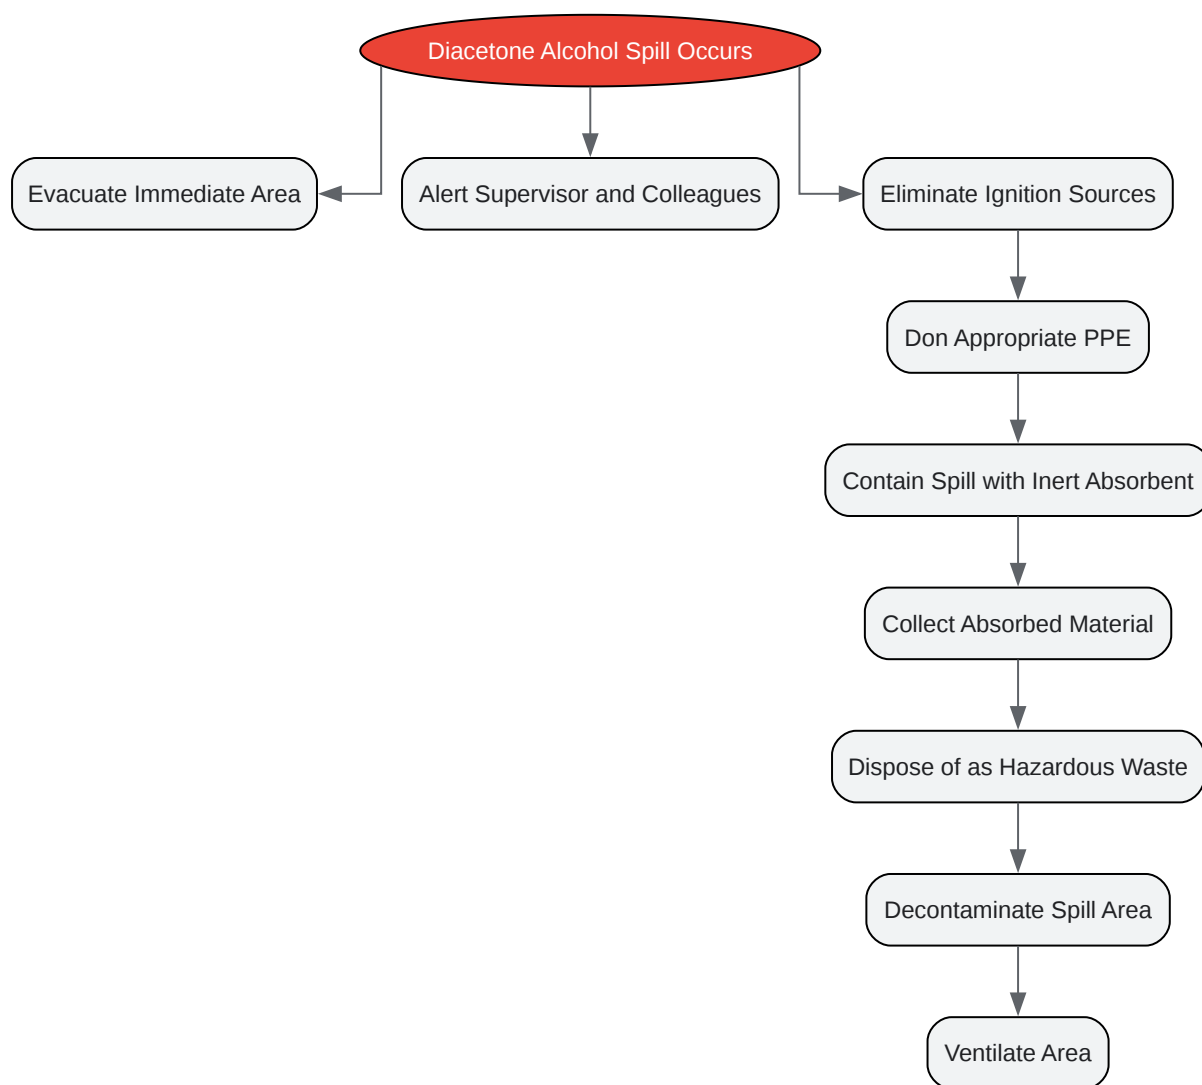 Diacetone Alcohol Spill Occurs
Evacuate Immediate Area
Alert Supervisor and Colleagues
Eliminate Ignition Sources
Don Appropriate PPE
Contain Spill with Inert Absorbent
Collect Absorbed Material
Dispose of as Hazardous Waste
Decontaminate Spill Area
Ventilate Area